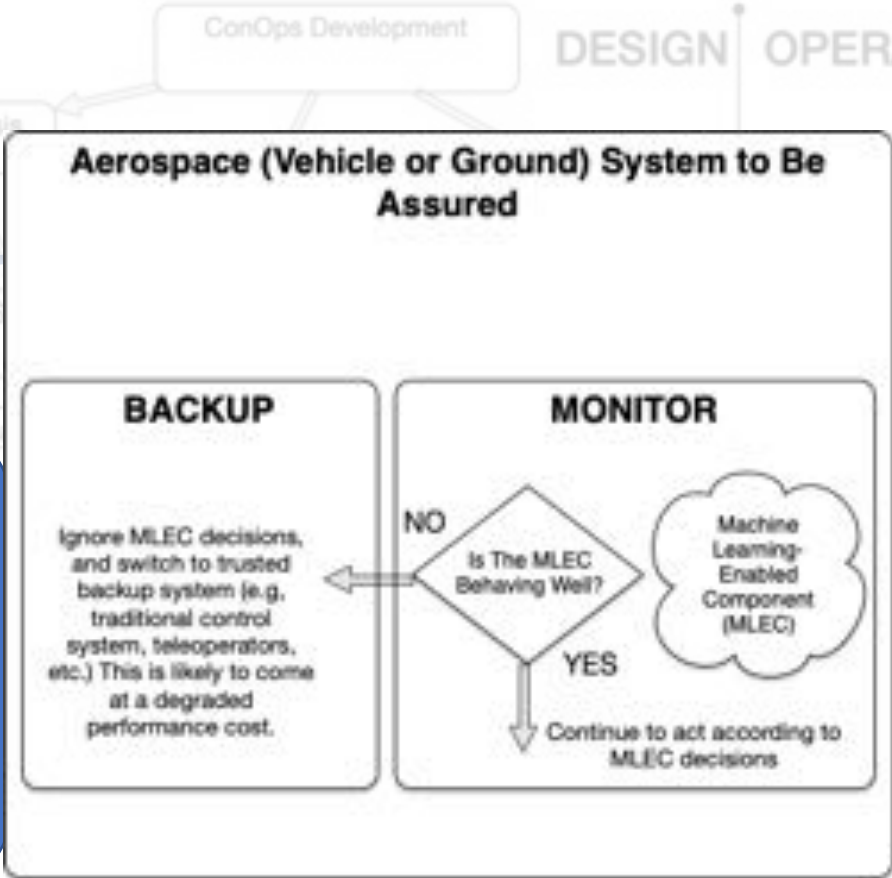 ConOps Development
DESIGN
OPER
Aerospace (Vehicle or Ground) System to Be
Assured
BACKUP
Ignore MLEC decisions,
and switch to trusted
backup system (e.g,
traditional control
system, teleoperators,
etc.) This is likely to come
at a degraded
performance cost.
MONITOR
NO
Is The MLEC
Behaving Well?
YES
Machine
Learning-
Enabled
Component
(MLEC)
Continue to act according to
MLEC decisions